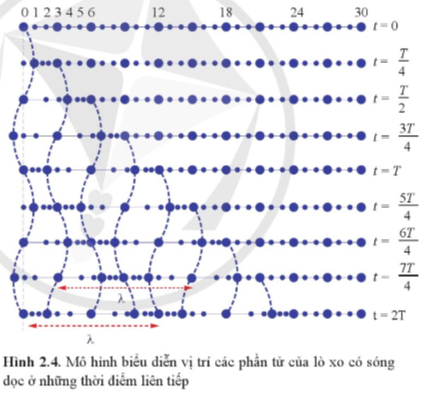 0 1 2 3 4 5 6 12 18 24 30
t = 0
t = T/4
t = T/2
t = 3T/4
t = T
t = 5T/4
t = 6T/4
t = 7T/4
λ
t = 2T
λ
Hình 2.4. Mô hình biểu diễn vị trí các phần tử của lò xo có sóng
dọc ở những thời điểm liên tiếp